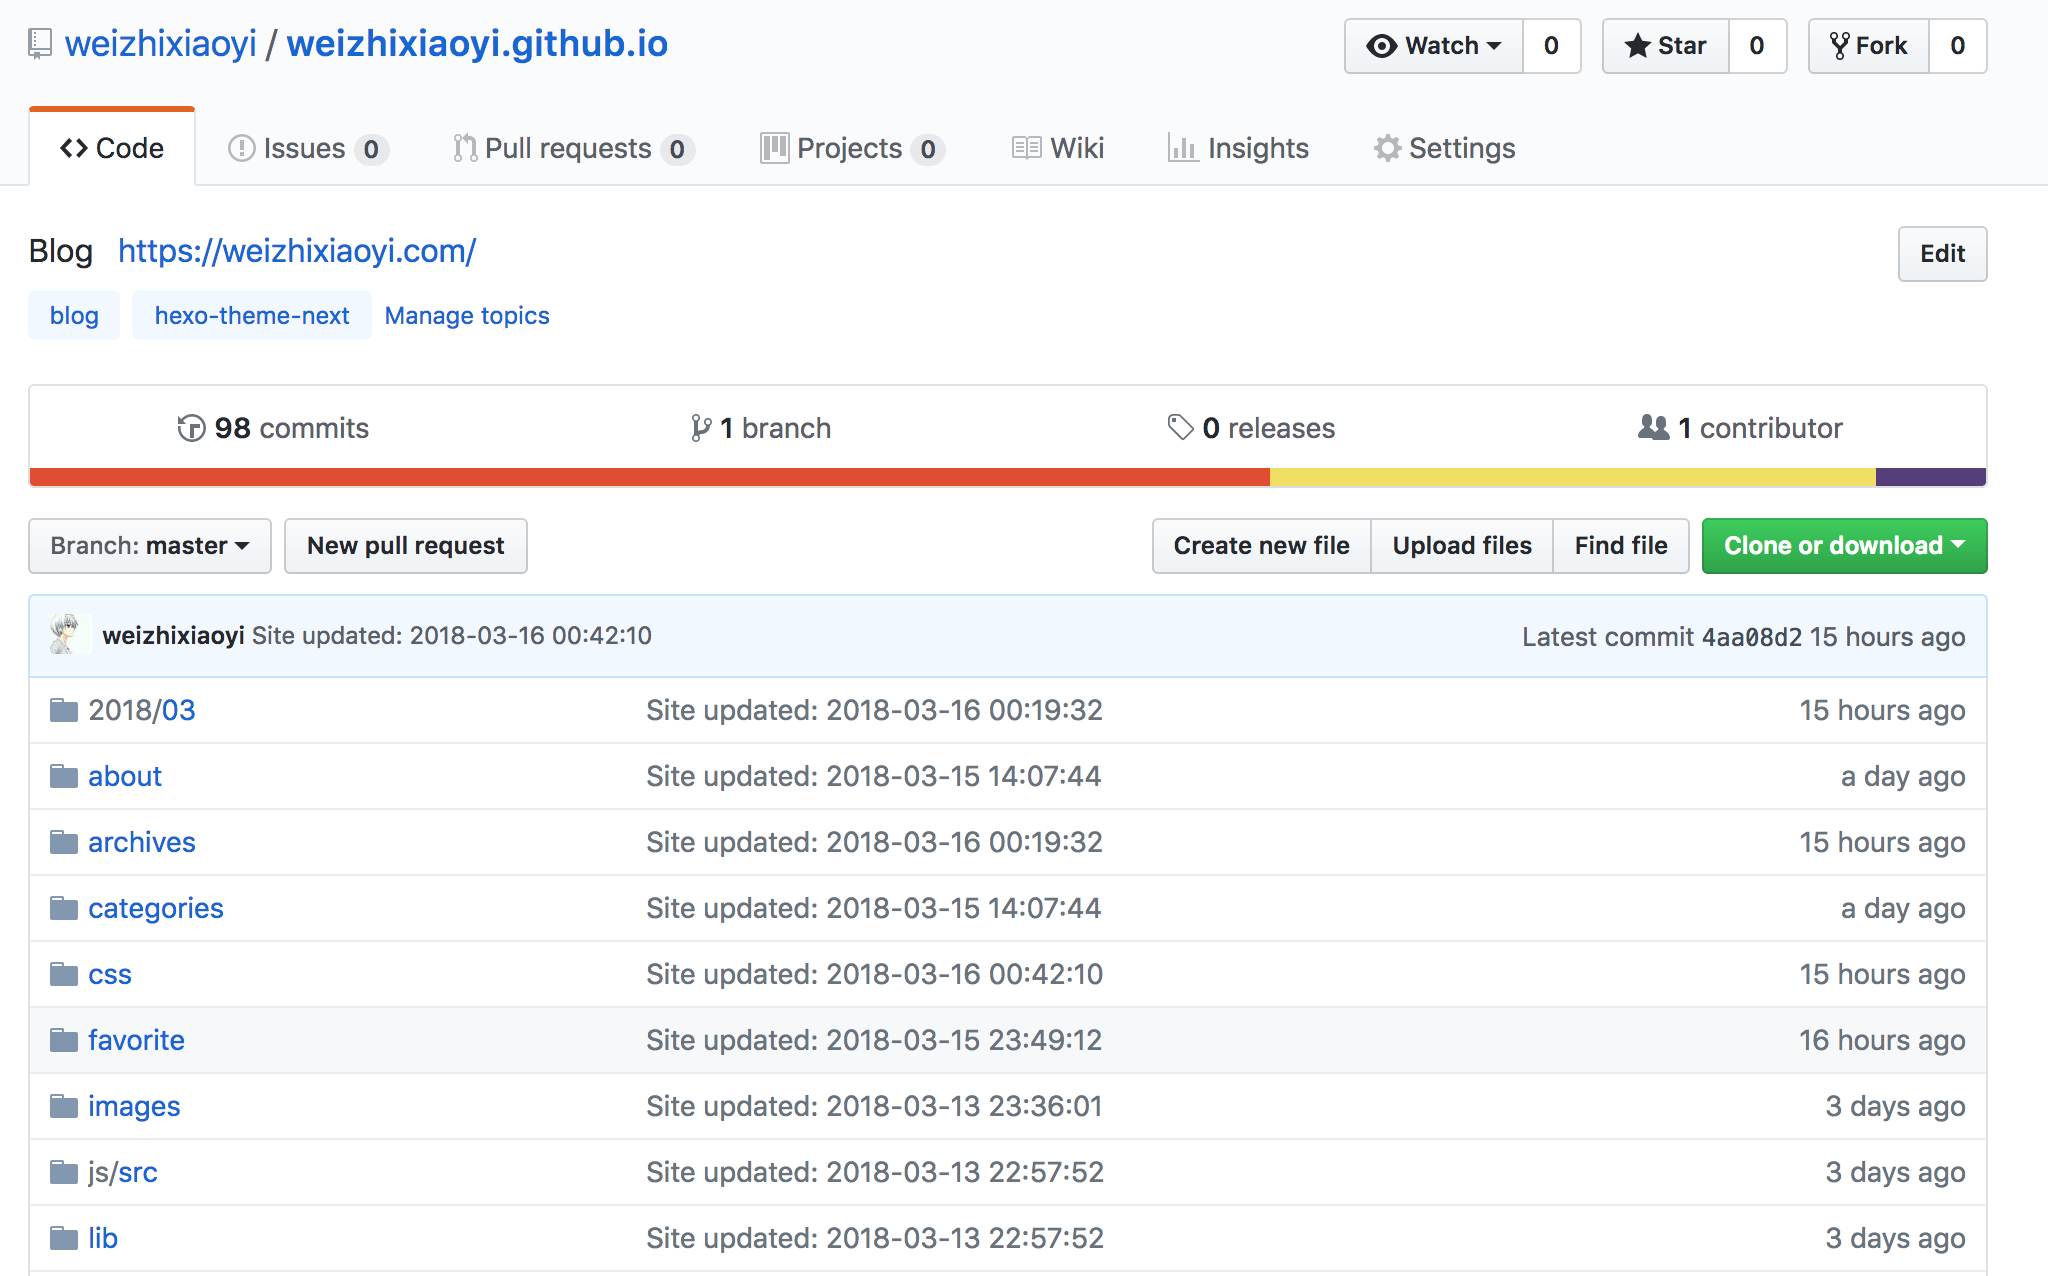 weizhixiaoyi / weizhixiaoyi.github.io Watch 0 Star 0 Fork 0
Code Issues 0 Pull requests 0 Projects 0 Wiki Insights Settings
Blog https://weizhixiaoyi.com/ Edit
blog hexo-theme-next Manage topics
98 commits 1 branch 0 releases 1 contributor
Branch: master New pull request Create new file Upload files Find file Clone or download
weizhixiaoyi Site updated: 2018-03-16 00:42:10 Latest commit 4aa08d2 15 hours ago
2018/03 Site updated: 2018-03-16 00:19:32 15 hours ago
about Site updated: 2018-03-15 14:07:44 a day ago
archives Site updated: 2018-03-16 00:19:32 15 hours ago
categories Site updated: 2018-03-15 14:07:44 a day ago
css Site updated: 2018-03-16 00:42:10 15 hours ago
favorite Site updated: 2018-03-15 23:49:12 16 hours ago
images Site updated: 2018-03-13 23:36:01 3 days ago
js/src Site updated: 2018-03-13 22:57:52 3 days ago
lib Site updated: 2018-03-13 22:57:52 3 days ago